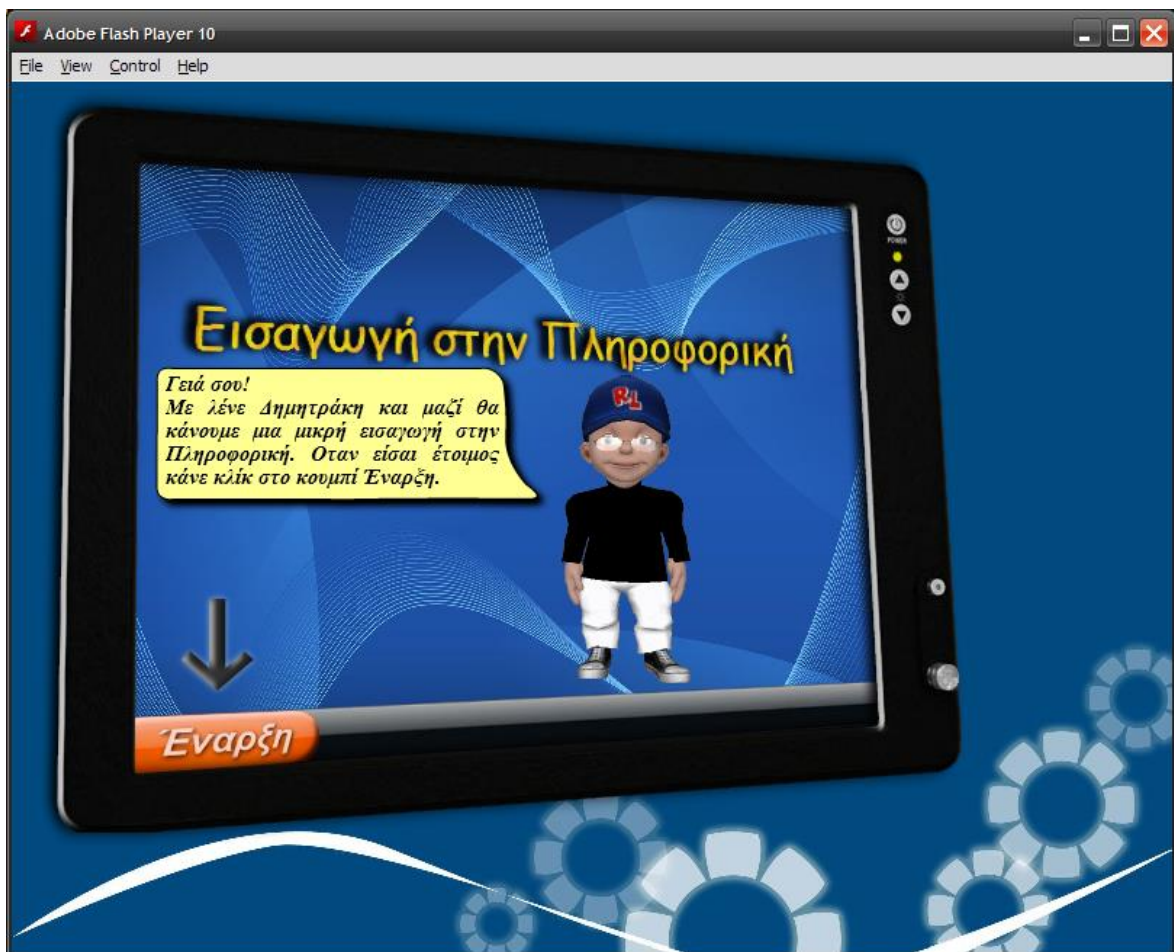 Adobe Flash Player 10
File View Control Help
POWER
Εισαγωγή στην Πληροφορική
RL
Γειά σου!
Με λένε Δημητράκη και μαζί θα
κάνουμε μια μικρή εισαγωγή στην
Πληροφορική. Οταν είσαι έτοιμος
κάνε κλίκ στο κουμπί Έναρξη.
Έναρξη